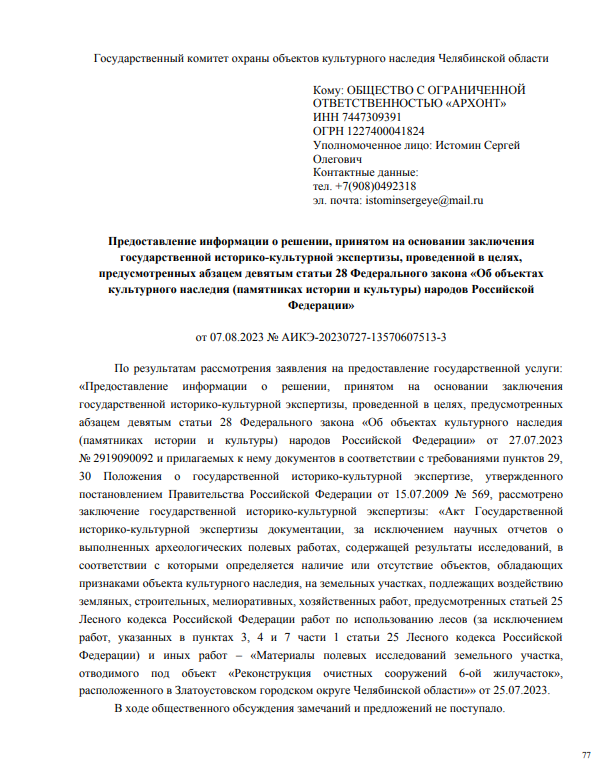 Государственный комитет охраны объектов культурного наследия Челябинской области
Кому: ОБЩЕСТВО С ОГРАНИЧЕННОЙ
ОТВЕТСТВЕННОСТЬЮ «АРХОНТ»
ИНН 7447309391
ОГРН 1227400041824
Уполномоченное лицо: Истомин Сергей
Олегович
Контактные данные:
тел. +7(908)0492318
эл. почта: istominsergeye@mail.ru
Предоставление информации о решении, принятом на основании заключения
государственной историко-культурной экспертизы, проведенной в целях,
предусмотренных абзацем девятым статьи 28 Федерального закона «Об объектах
культурного наследия (памятниках истории и культуры) народов Российской
Федерации»
от 07.08.2023 № АИКЭ-20230727-13570607513-3
По результатам рассмотрения заявления на предоставление государственной услуги:
«Предоставление информации о решении, принятом на основании заключения
государственной историко-культурной экспертизы, проведенной в целях, предусмотренных
абзацем девятым статьи 28 Федерального закона «Об объектах культурного наследия
(памятниках истории и культуры) народов Российской Федерации» от 27.07.2023
№ 2919090092 и прилагаемых к нему документов в соответствии с требованиями пунктов 29,
30 Положения о государственной историко-культурной экспертизе, утвержденного
постановлением Правительства Российской Федерации от 15.07.2009 № 569, рассмотрено
заключение государственной историко-культурной экспертизы: «Акт Государственной
историко-культурной экспертизы документации, за исключением научных отчетов о
выполненных археологических полевых работах, содержащей результаты исследований, в
соответствии с которыми определяется наличие или отсутствие объектов, обладающих
признаками объекта культурного наследия, на земельных участках, подлежащих воздействию
земляных, строительных, мелиоративных, хозяйственных работ, предусмотренных статьей 25
Лесного кодекса Российской Федерации работ по использованию лесов (за исключением
работ, указанных в пунктах 3, 4 и 7 части 1 статьи 25 Лесного кодекса Российской
Федерации) и иных работ – «Материалы полевых исследований земельного участка,
отводимого под объект «Реконструкция очистных сооружений 6-ой жилучасток»,
расположенного в Златоустовском городском округе Челябинской области»» от 25.07.2023.
В ходе общественного обсуждения замечаний и предложений не поступало.
77